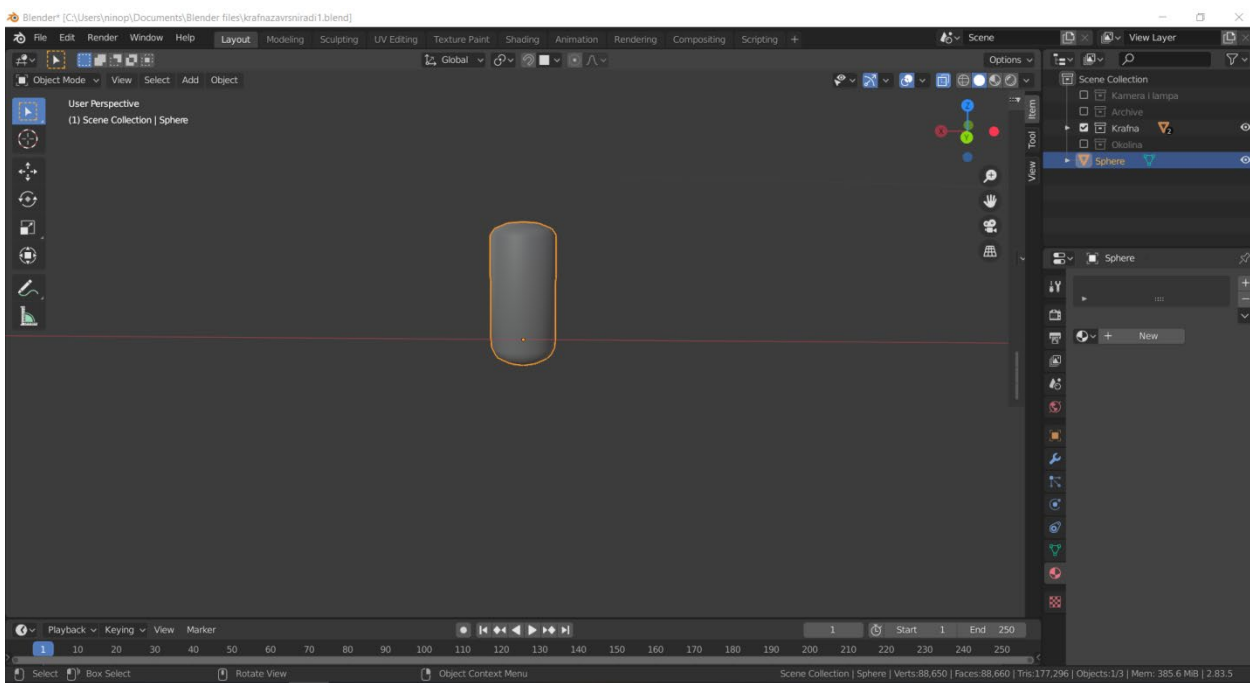 Blender* [C:\Users\ninop\Documents\Blender files\krafnazavrsniradi1.blend]
File Edit Render Window Help Layout Modeling Sculpting UV Editing Texture Paint Shading Animation Rendering Compositing Scripting + Scene View Layer
Global Options
Object Mode View Select Add Object
User Perspective
(1) Scene Collection | Sphere
Z
Y
Item
Tool
View
Scene Collection
Kamera i lampa
Archive
Krafna 2
Okolina
Sphere
Sphere
+ New
Playback Keying View Marker 1 Start 1 End 250
1 10 20 30 40 50 60 70 80 90 100 110 120 130 140 150 160 170 180 190 200 210 220 230 240 250
Select Box Select Rotate View Object Context Menu Scene Collection | Sphere | Verts:88,650 | Faces:88,660 | Tris:177,296 | Objects:1/3 | Mem: 385.6 MiB | 2.83.5